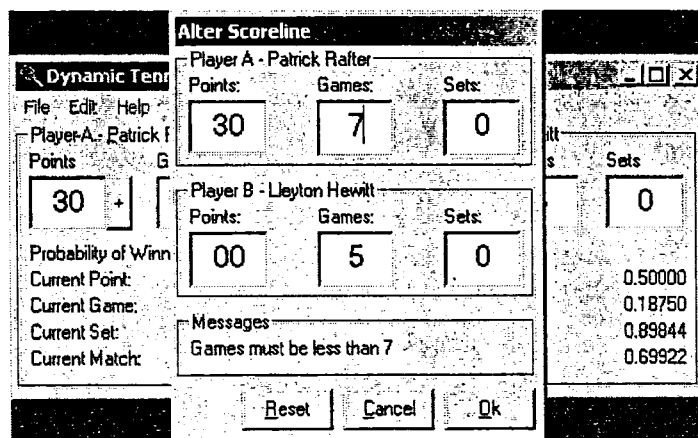 Alter Scoreline
Player A - Patrick Rafter
Points: Games: Sets:
30 7 0
Player B - Lleyton Hewitt
Points: Games: Sets:
00 5 0
Messages
Games must be less than 7
Reset Cancel Ok
Dynamic Tenn
File Edit Help
Player A - Patrick
Points G
30 +
Probability of Winn
Current Point:
Current Game:
Current Set:
Current Match:
itt
s Sets
0
0.50000
0.18750
0.89844
0.69922